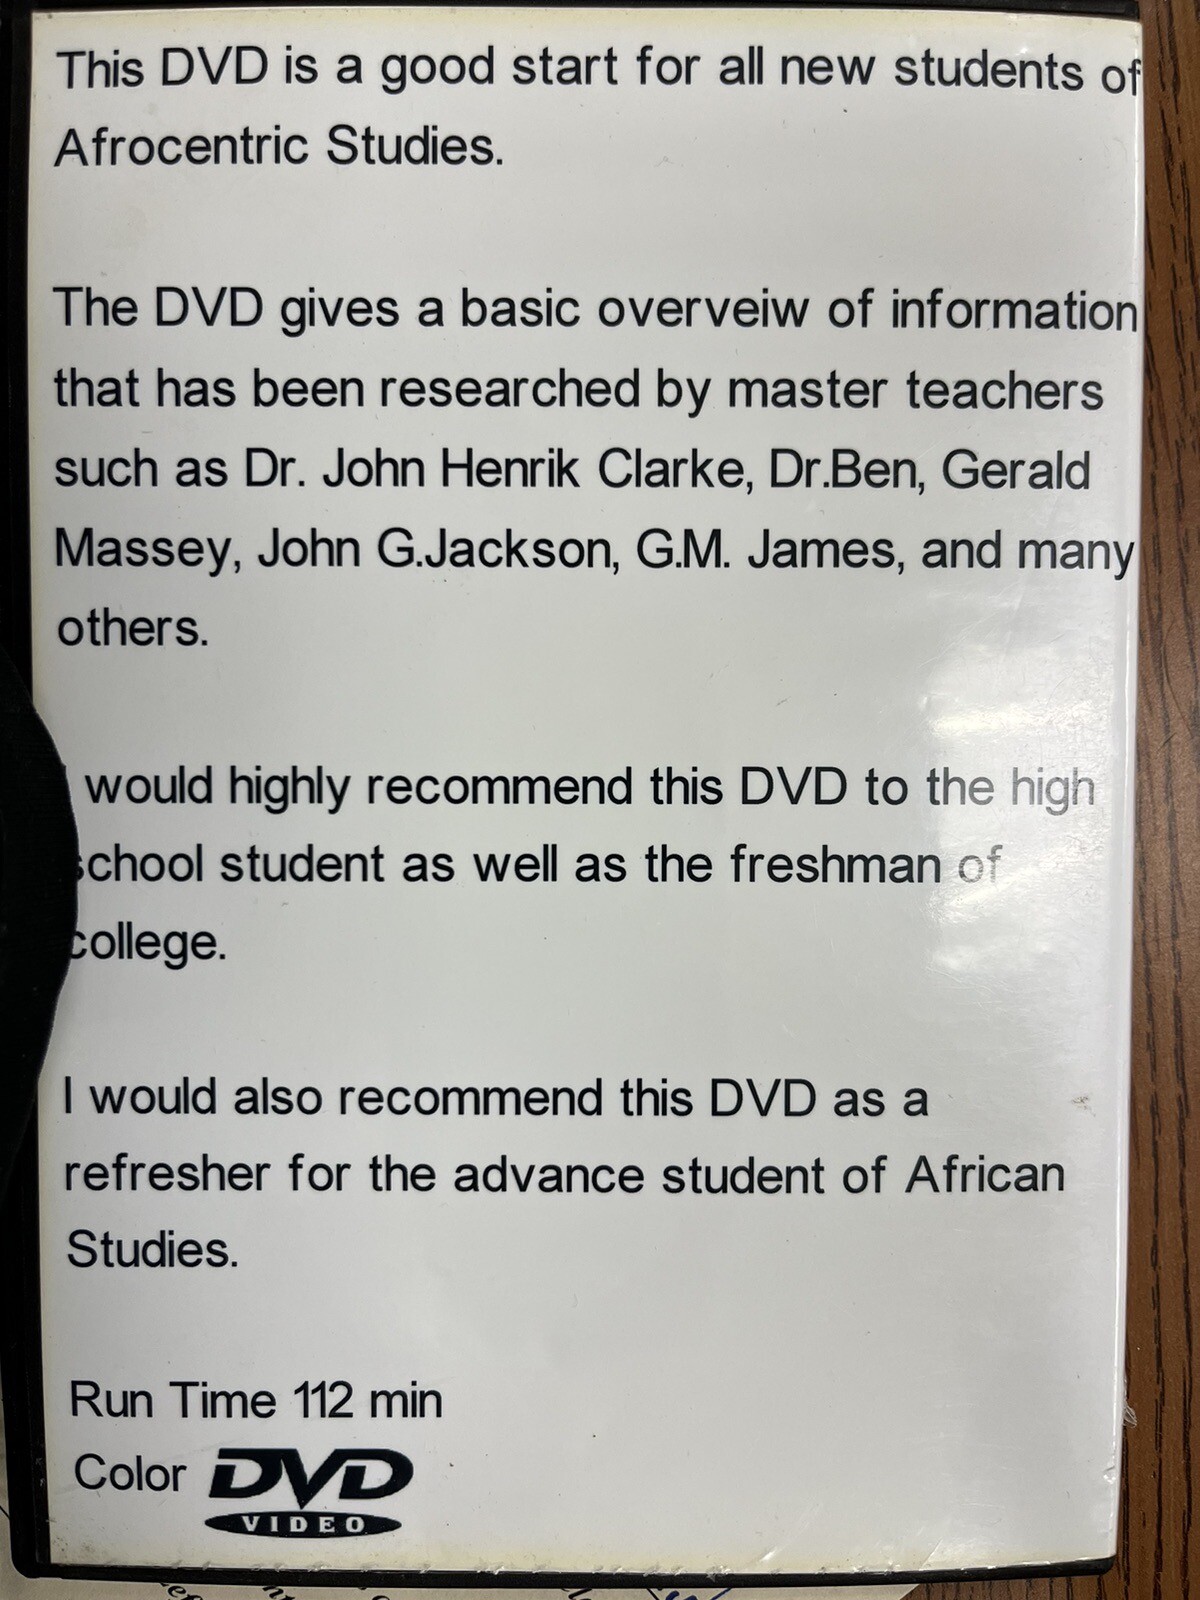 This DVD is a good start for all new students of
Afrocentric Studies.
The DVD gives a basic overveiw of information
that has been researched by master teachers
such as Dr. John Henrik Clarke, Dr.Ben, Gerald
Massey, John G.Jackson, G.M. James, and many
others.
I would highly recommend this DVD to the high
school student as well as the freshman of
college.
I would also recommend this DVD as a
refresher for the advance student of African
Studies.
Run Time 112 min
Color DVD
VIDEO